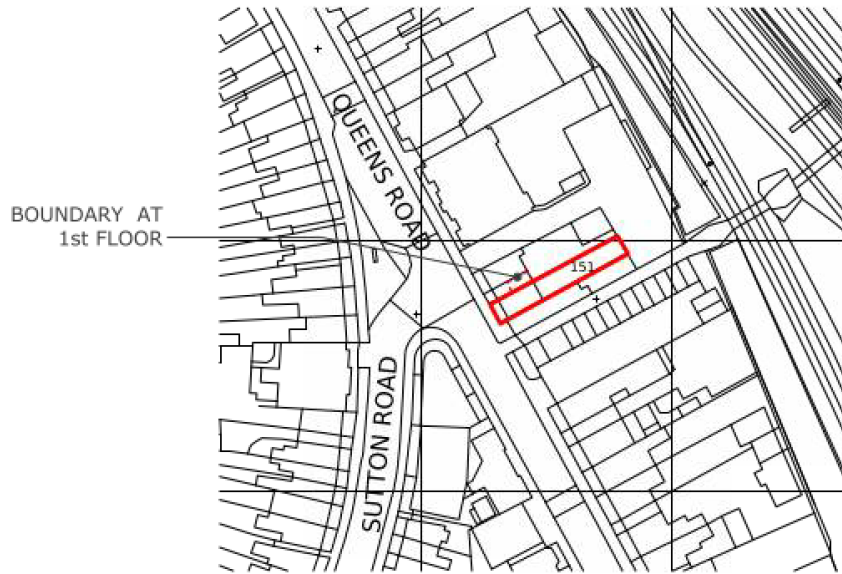 QUEENS ROAD
BOUNDARY AT
1st FLOOR
151
SUTTON ROAD